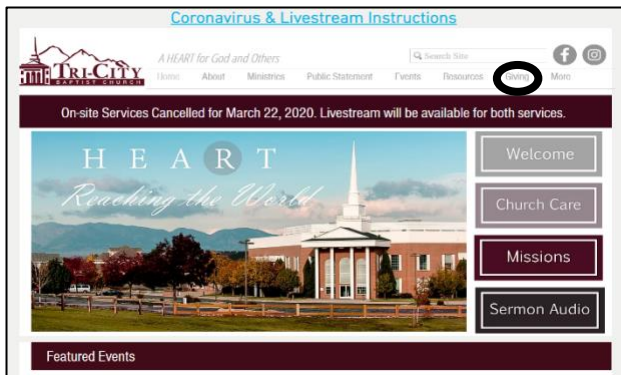 Coronavirus & Livestream Instructions
TRI-CITY
BAPTIST CHURCH
A HEART for God and Others
Search Site
f
Home About Ministries Public Statement Events Resources Giving More
On-site Services Cancelled for March 22, 2020. Livestream will be available for both services.
HEART
Reaching the World
Welcome
Church Care
Missions
Sermon Audio
Featured Events